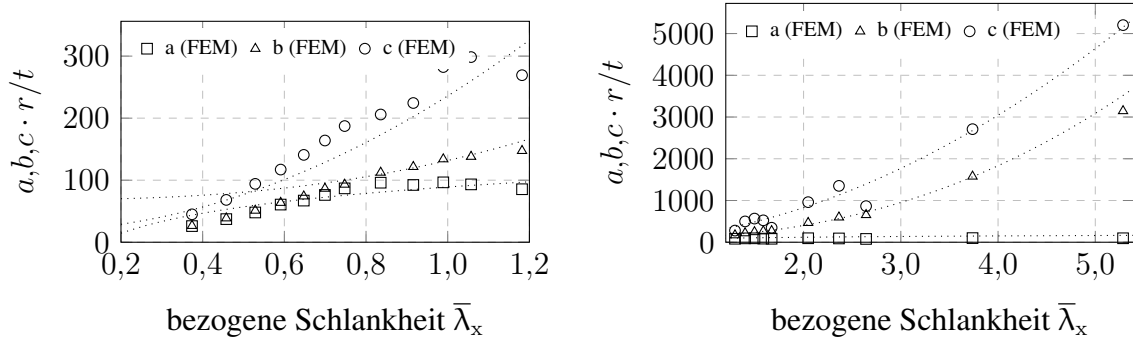 a,b,c · r/t
300
200
100
0
a (FEM) b (FEM) c (FEM)
0,2 0,4 0,6 0,8 1,0 1,2
bezogene Schlankheit λ̅x
a,b,c · r/t
5000
4000
3000
2000
1000
0
a (FEM) b (FEM) c (FEM)
2,0 3,0 4,0 5,0
bezogene Schlankheit λ̅x